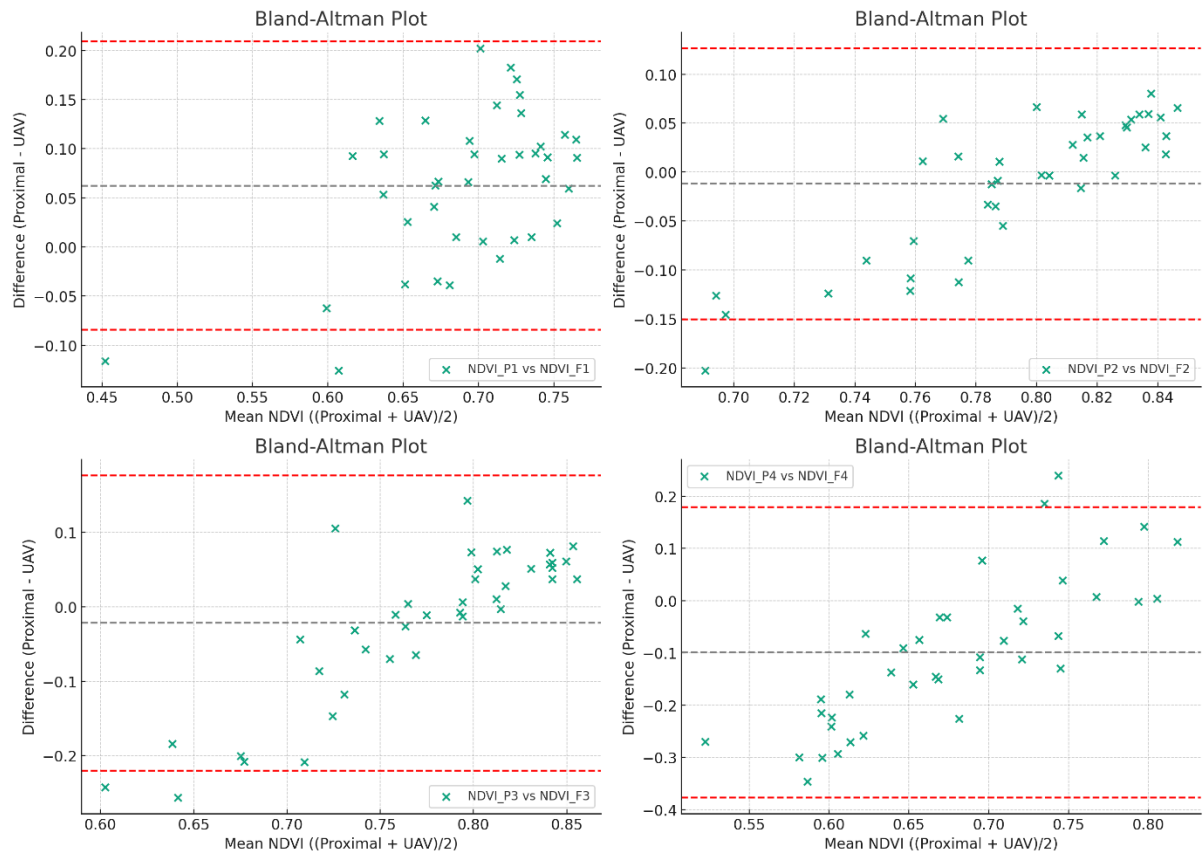 Bland-Altman Plot
Difference (Proximal - UAV)
0.20
0.15
0.10
0.05
0.00
−0.05
−0.10
NDVI_P1 vs NDVI_F1
0.45 0.50 0.55 0.60 0.65 0.70 0.75
Mean NDVI ((Proximal + UAV)/2)
Bland-Altman Plot
Difference (Proximal - UAV)
0.10
0.05
0.00
−0.05
−0.10
−0.15
−0.20
NDVI_P2 vs NDVI_F2
0.70 0.72 0.74 0.76 0.78 0.80 0.82 0.84
Mean NDVI ((Proximal + UAV)/2)
Bland-Altman Plot
Difference (Proximal - UAV)
0.1
0.0
−0.1
−0.2
NDVI_P3 vs NDVI_F3
0.60 0.65 0.70 0.75 0.80 0.85
Mean NDVI ((Proximal + UAV)/2)
Bland-Altman Plot
NDVI_P4 vs NDVI_F4
Difference (Proximal - UAV)
0.2
0.1
0.0
−0.1
−0.2
−0.3
−0.4
0.55 0.60 0.65 0.70 0.75 0.80
Mean NDVI ((Proximal + UAV)/2)